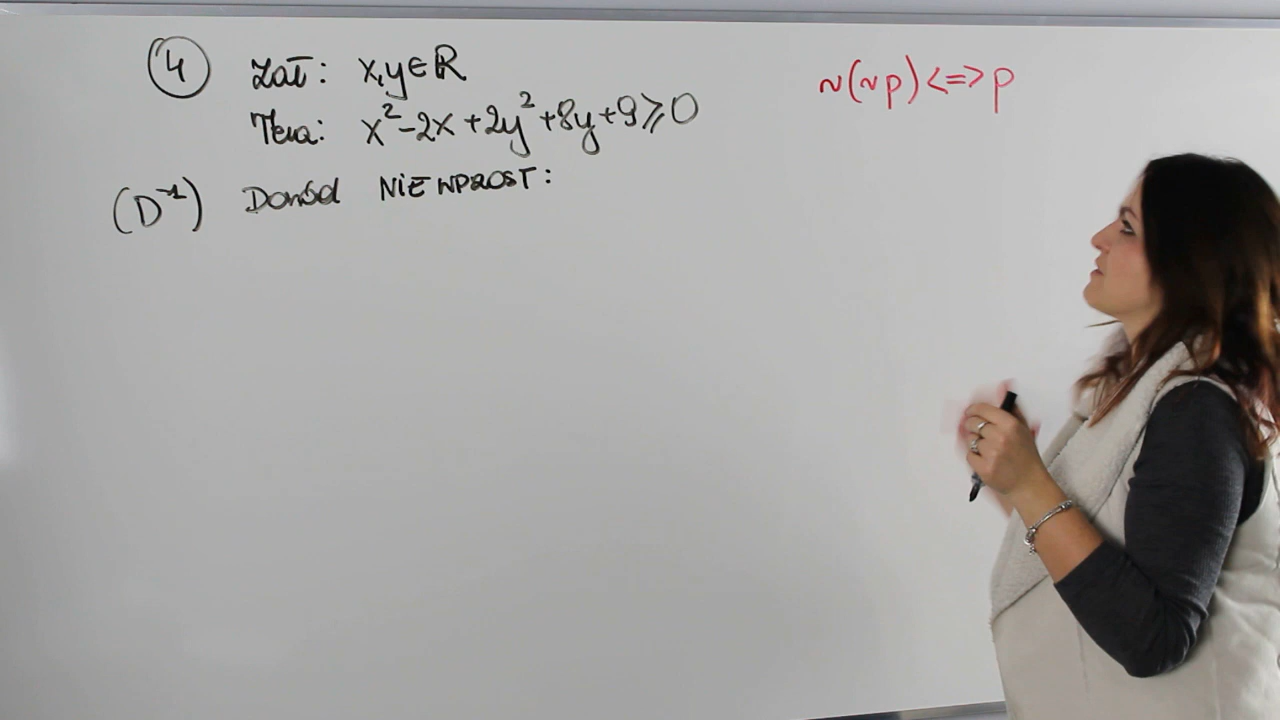 4 Zał: x,y∈ℝ
Teza: x²-2x+2y²+8y+9⩾0
(D⁻¹) Dowód NIEWPROST:
~(~p)<=>p